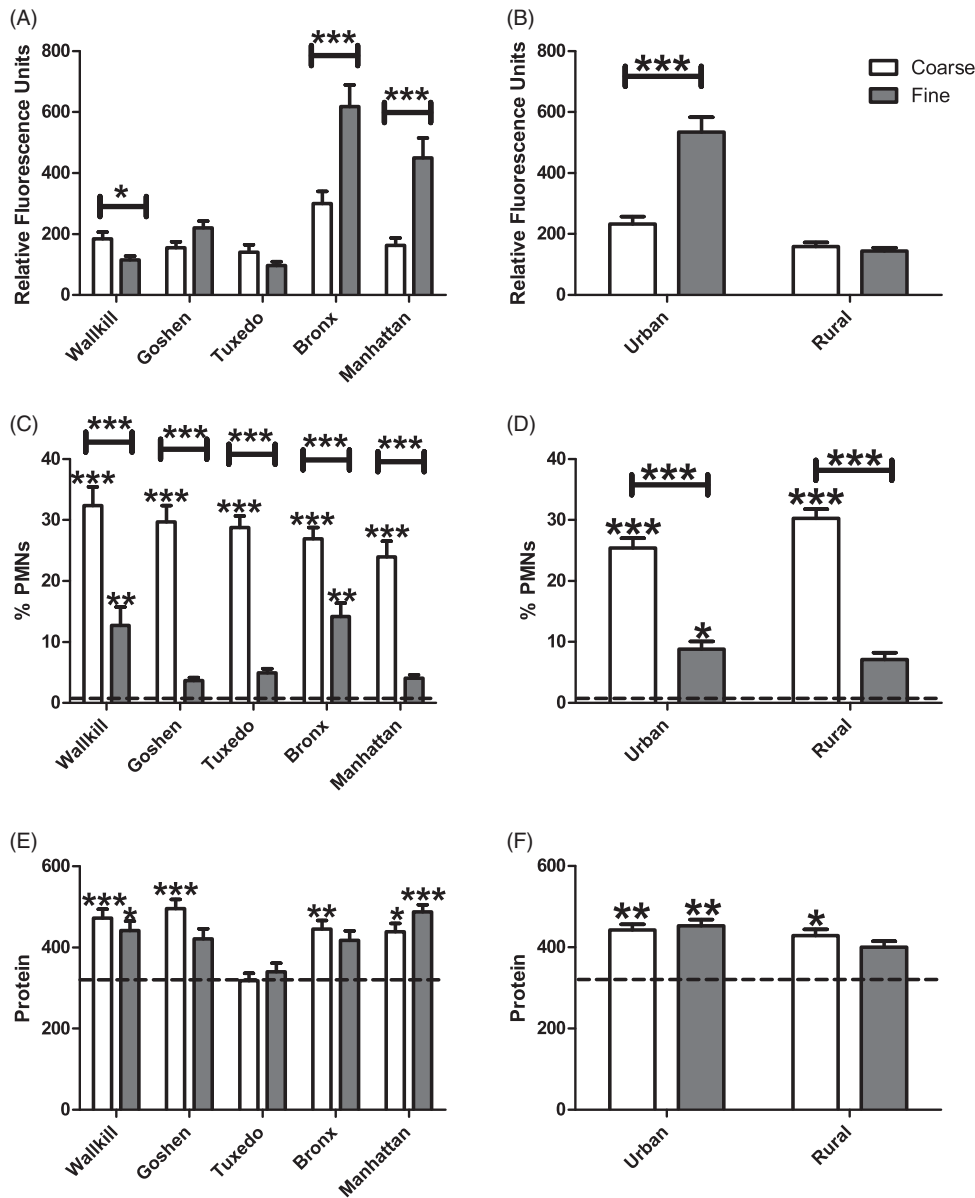 (A)
800
600
400
200
0
Relative Fluorescence Units
***
***
*
Wallkill
Goshen
Tuxedo
Bronx
Manhattan
(B)
800
600
400
200
0
Relative Fluorescence Units
***
Coarse
Fine
Urban
Rural
(C)
40
30
20
10
0
% PMNs
*** *** *** *** ***
*** *** *** *** ***
** **
Wallkill
Goshen
Tuxedo
Bronx
Manhattan
(D)
40
30
20
10
0
% PMNs
*** ***
*** ***
*
Urban
Rural
(E)
600
400
200
0
Protein
*** * *** ** * ***
Wallkill
Goshen
Tuxedo
Bronx
Manhattan
(F)
600
400
200
0
Protein
** ** *
Urban
Rural